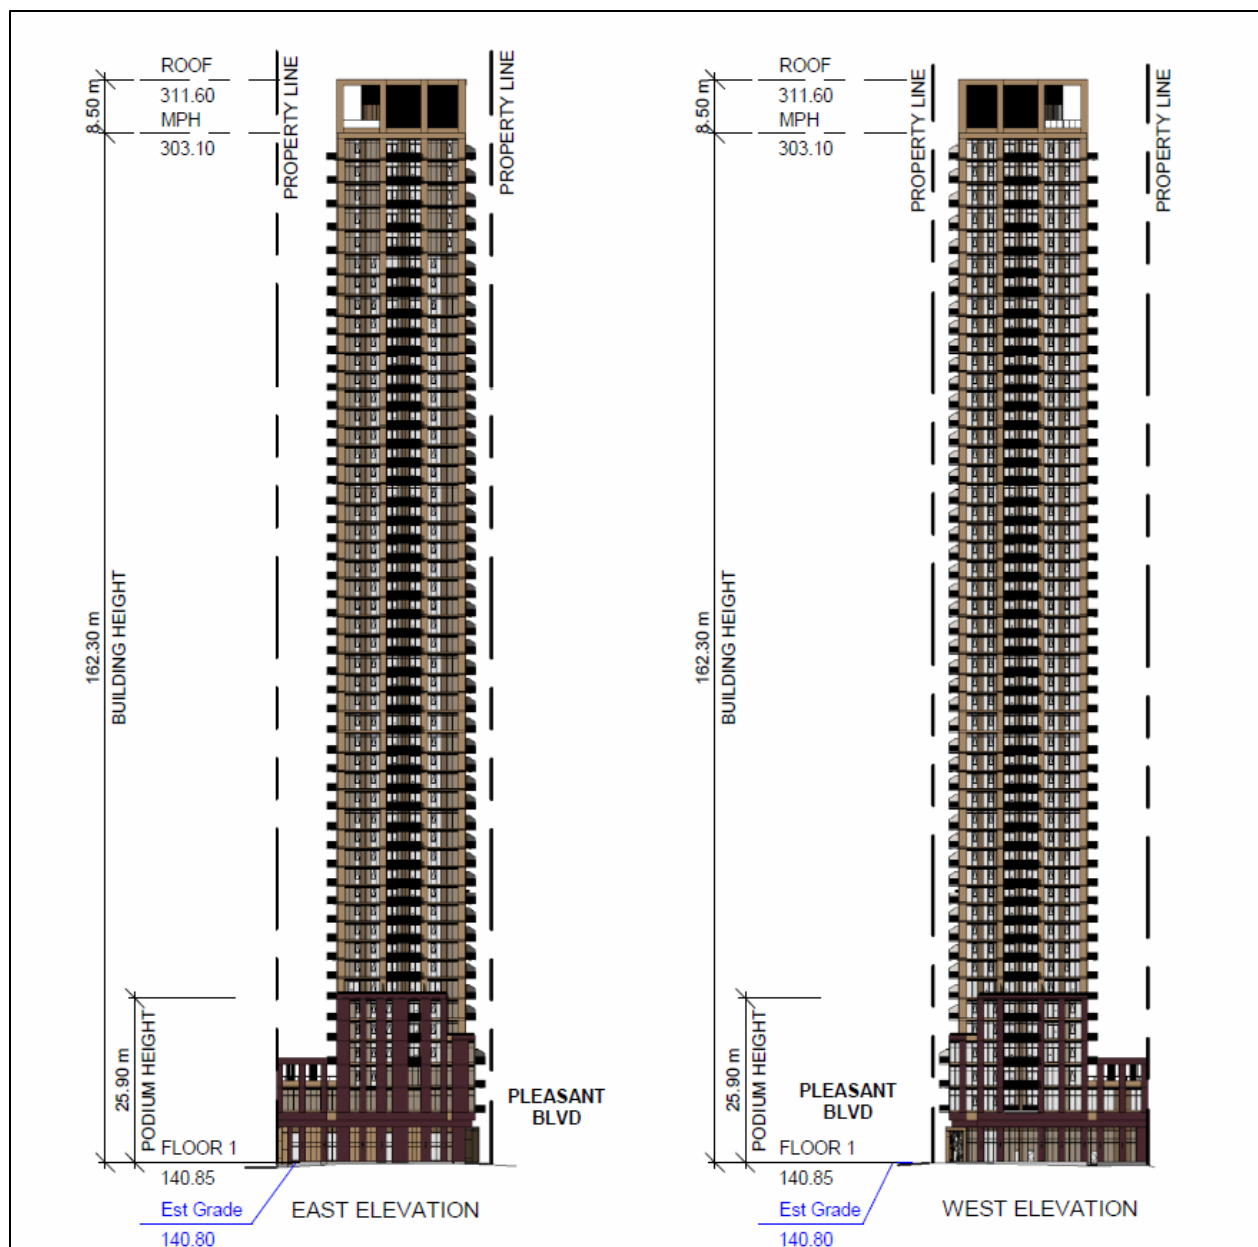 ROOF
311.60
MPH
303.10
8.50 m
PROPERTY LINE
PROPERTY LINE
162.30 m
BUILDING HEIGHT
25.90 m
PODIUM HEIGHT
PLEASANT
BLVD
FLOOR 1
140.85
Est Grade
140.80
EAST ELEVATION
ROOF
311.60
MPH
303.10
8.50 m
PROPERTY LINE
PROPERTY LINE
162.30 m
BUILDING HEIGHT
25.90 m
PODIUM HEIGHT
PLEASANT
BLVD
FLOOR 1
140.85
Est Grade
140.80
WEST ELEVATION